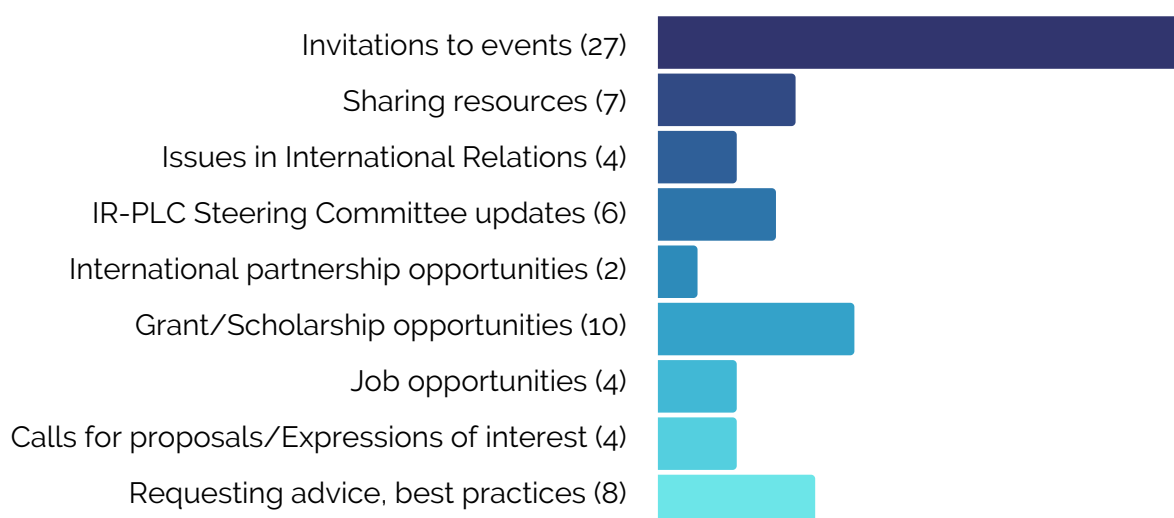 Invitations to events (27)
Sharing resources (7)
Issues in International Relations (4)
IR-PLC Steering Committee updates (6)
International partnership opportunities (2)
Grant/Scholarship opportunities (10)
Job opportunities (4)
Calls for proposals/Expressions of interest (4)
Requesting advice, best practices (8)